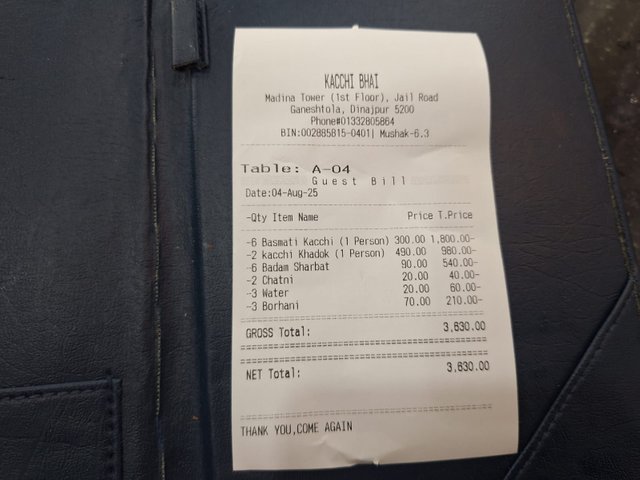 KACCHI BHAI
Madina Tower (1st Floor), Jail Road
Ganeshtola, Dinajpur 5200
Phone#01332805864
BIN:002885815-0401| Mushak-6.3
Table: A-04
Guest Bill
Date:04-Aug-25
-Qty Item Name Price T.Price
-6 Basmati Kacchi (1 Person) 300.00 1,800.00-
-2 kacchi Khadok (1 Person) 490.00 980.00-
-6 Badam Sharbat 90.00 540.00-
-2 Chatni 20.00 40.00-
-3 Water 20.00 60.00-
-3 Borhani 70.00 210.00-
GROSS Total: 3,630.00
NET Total: 3,630.00
THANK YOU,COME AGAIN